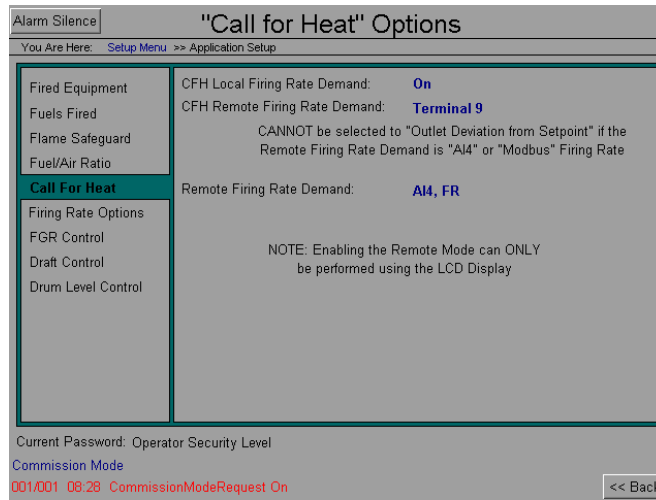 Alarm Silence
"Call for Heat" Options
You Are Here: Setup Menu >> Application Setup
Fired Equipment
Fuels Fired
Flame Safeguard
Fuel/Air Ratio
Call For Heat
Firing Rate Options
FGR Control
Draft Control
Drum Level Control
CFH Local Firing Rate Demand: On
CFH Remote Firing Rate Demand: Terminal 9
CANNOT be selected to "Outlet Deviation from Setpoint" if the
Remote Firing Rate Demand is "AI4" or "Modbus" Firing Rate
Remote Firing Rate Demand: AI4, FR
NOTE: Enabling the Remote Mode can ONLY
be performed using the LCD Display
Current Password: Operator Security Level
Commission Mode
001/001 08:28 CommissionModeRequest On
<< Back